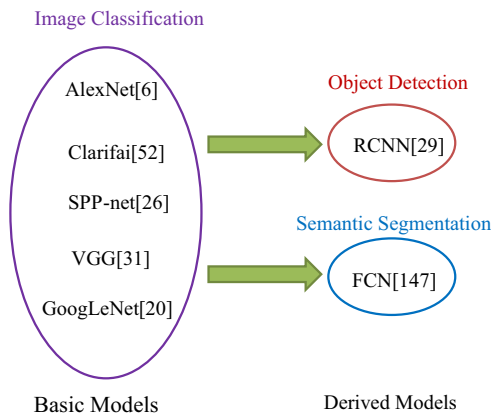 Image Classification
AlexNet[6]
Clarifai[52]
SPP-net[26]
VGG[31]
GoogLeNet[20]
Basic Models
Object Detection
RCNN[29]
Semantic Segmentation
FCN[147]
Derived Models